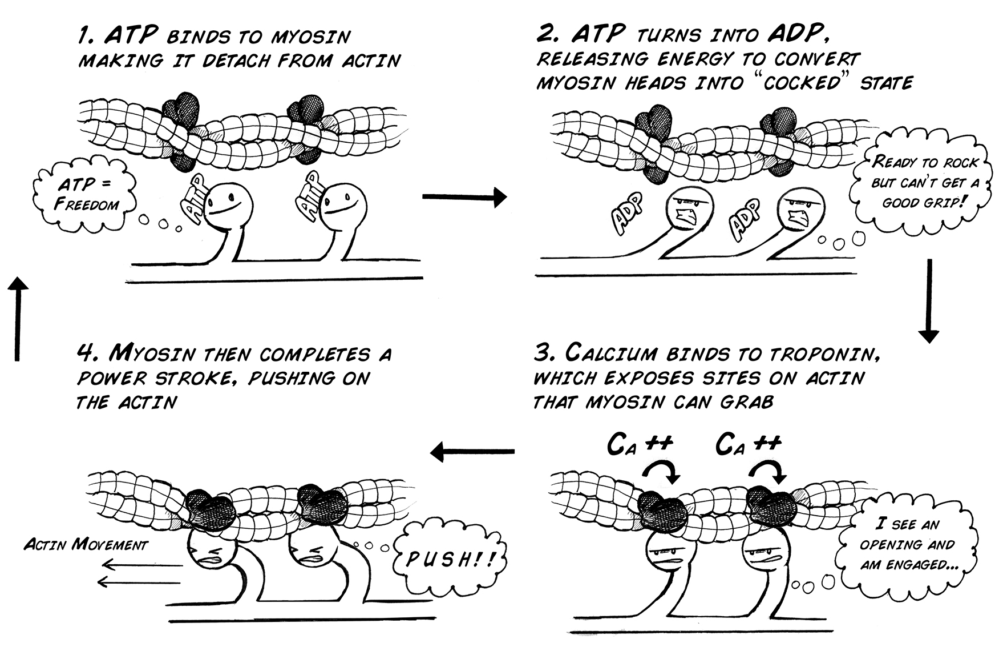 1. ATP BINDS TO MYOSIN
MAKING IT DETACH FROM ACTIN
ATP =
FREEDOM
ATP
ATP
2. ATP TURNS INTO ADP,
RELEASING ENERGY TO CONVERT
MYOSIN HEADS INTO "COCKED" STATE
READY TO ROCK
BUT CAN'T GET A
GOOD GRIP!
ADP
ADP
3. CALCIUM BINDS TO TROPONIN,
WHICH EXPOSES SITES ON ACTIN
THAT MYOSIN CAN GRAB
CA ++
CA ++
I SEE AN
OPENING AND
AM ENGAGED...
4. MYOSIN THEN COMPLETES A
POWER STROKE, PUSHING ON
THE ACTIN
ACTIN MOVEMENT
PUSH!!